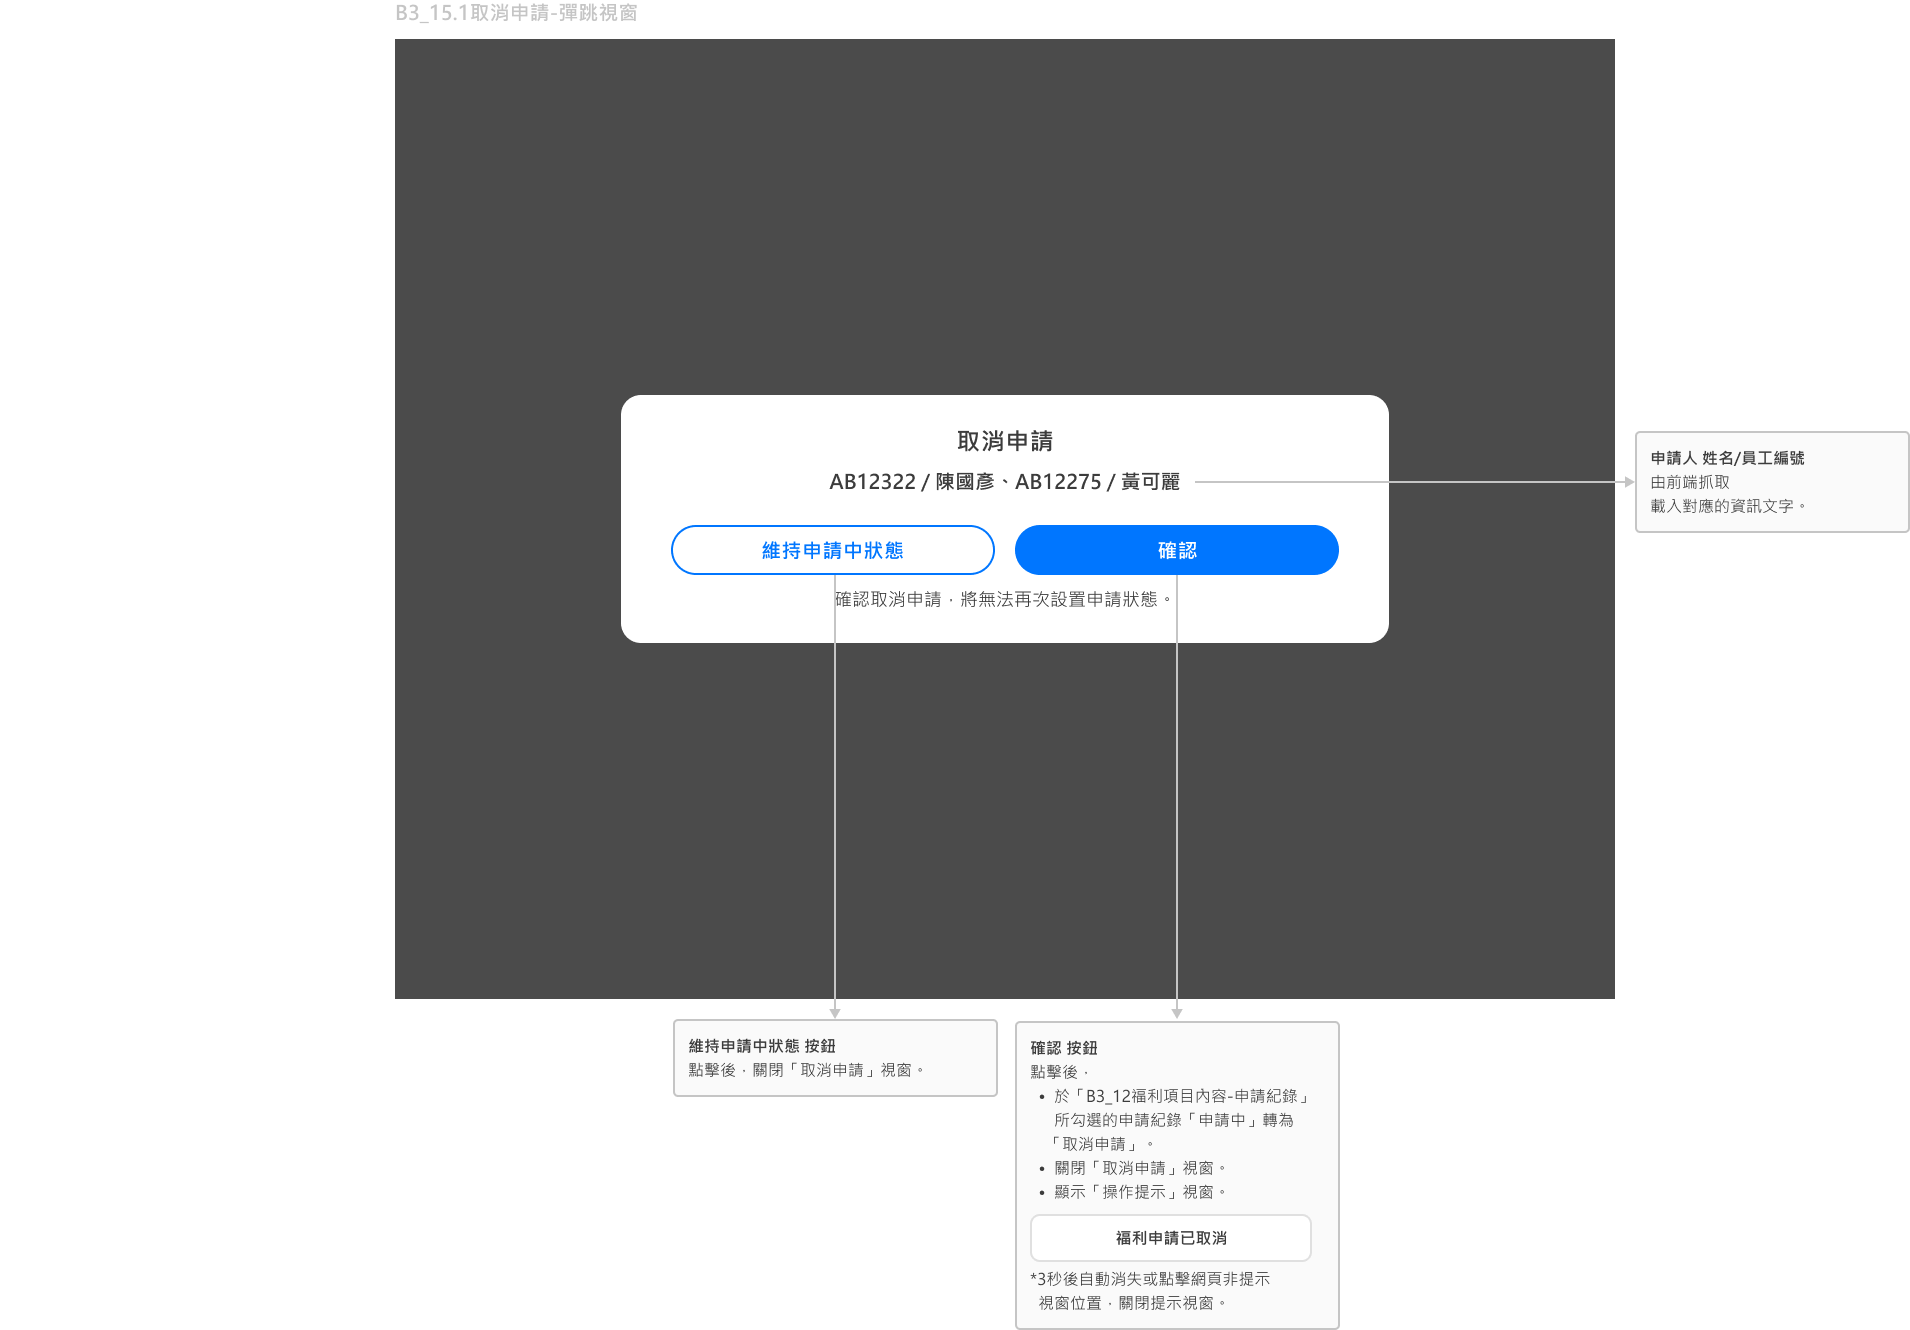 B3_15.1取消申請-彈跳視窗
取消申請
AB12322 / 陳國彥、AB12275 / 黃可麗
維持申請中狀態
確認
確認取消申請，將無法再次設置申請狀態。
申請人 姓名/員工編號
由前端抓取
載入對應的資訊文字。
維持申請中狀態 按鈕
點擊後，關閉「取消申請」視窗。
確認 按鈕
點擊後，
• 於「B3_12福利項目內容-申請紀錄」
所勾選的申請紀錄「申請中」轉為
「取消申請」。
• 關閉「取消申請」視窗。
• 顯示「操作提示」視窗。
福利申請已取消
*3秒後自動消失或點擊網頁非提示
視窗位置，關閉提示視窗。